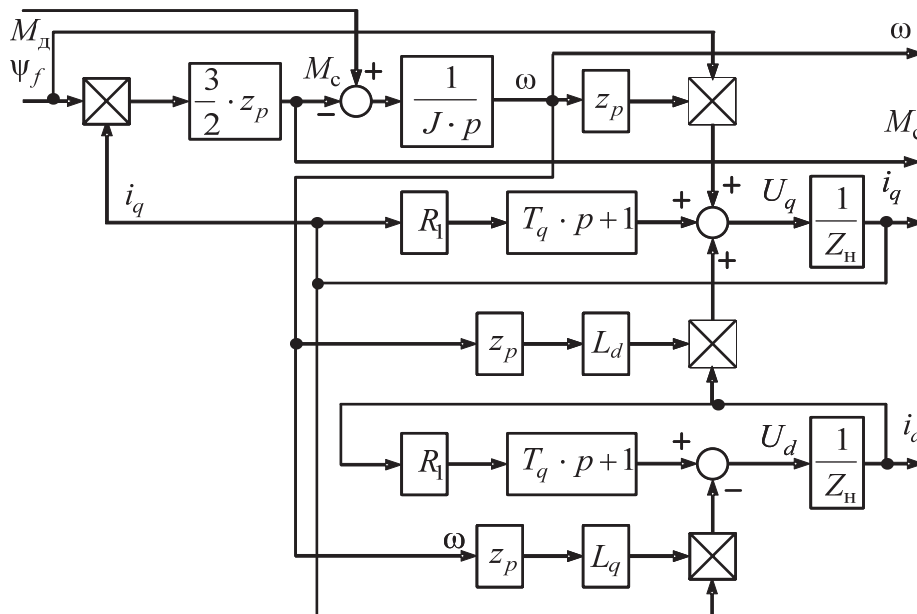 M_д ω
ψ_f M_c + 1/(J · p) ω z_p
3/2 · z_p −
M_c
i_q R_1 T_q · p + 1 + + U_q 1/Z_н i_q
+
z_p L_d
R_1 T_q · p + 1 + U_d 1/Z_н i_d
−
ω z_p L_q